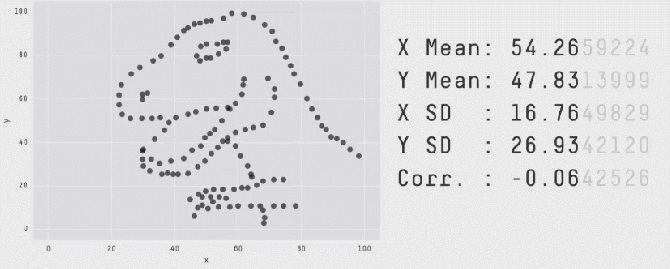 100
80
60
40
20
0
y
0 20 40 60 80 100
x
X Mean: 54.2659224
Y Mean: 47.8313999
X SD : 16.7649829
Y SD : 26.9342120
Corr. : -0.0642526